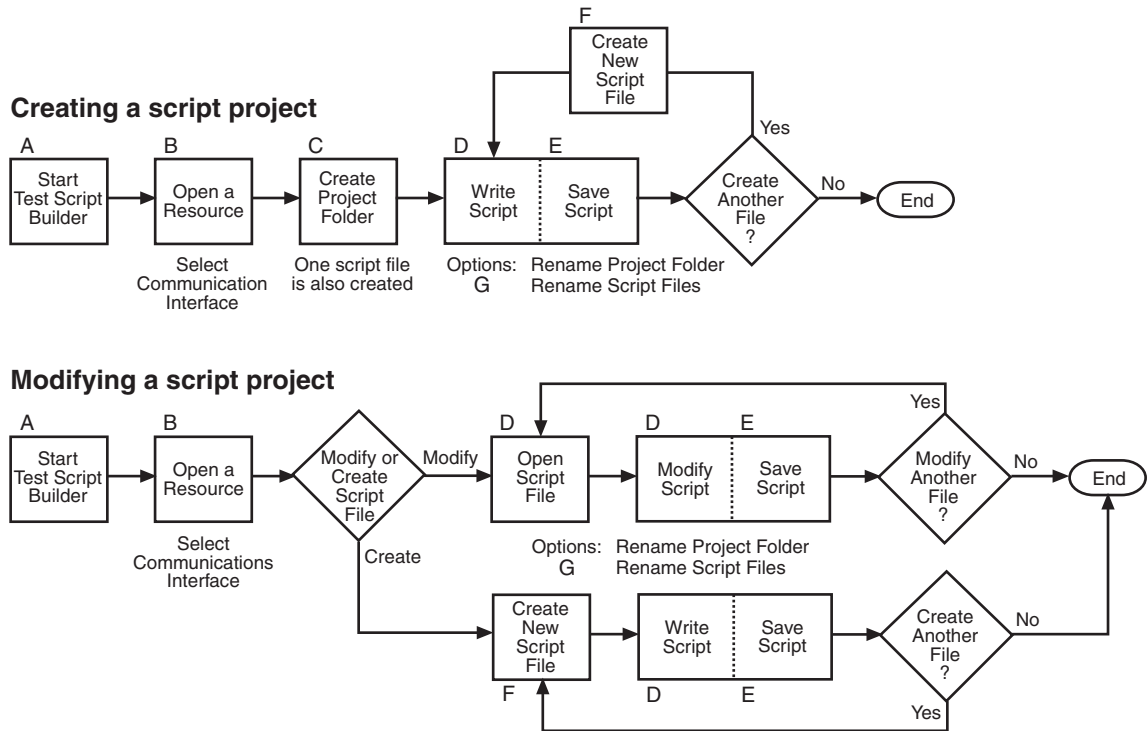 F
Create
New
Script
File
Creating a script project
Yes
A
B
C
D
E
Start
Test Script
Builder
Open a
Resource
Create
Project
Folder
Write
Script
Save
Script
Create
Another
File
?
No
End
Select
Communication
Interface
One script file
is also created
Options:
G
Rename Project Folder
Rename Script Files
Modifying a script project
Yes
A
B
D
D
E
Start
Test Script
Builder
Open a
Resource
Modify or
Create
Script
File
Modify
Open
Script
File
Modify
Script
Save
Script
Modify
Another
File
?
No
End
Select
Communications
Interface
Create
Options:
G
Rename Project Folder
Rename Script Files
Create
New
Script
File
Write
Script
Save
Script
Create
Another
File
?
No
F
D
E
Yes